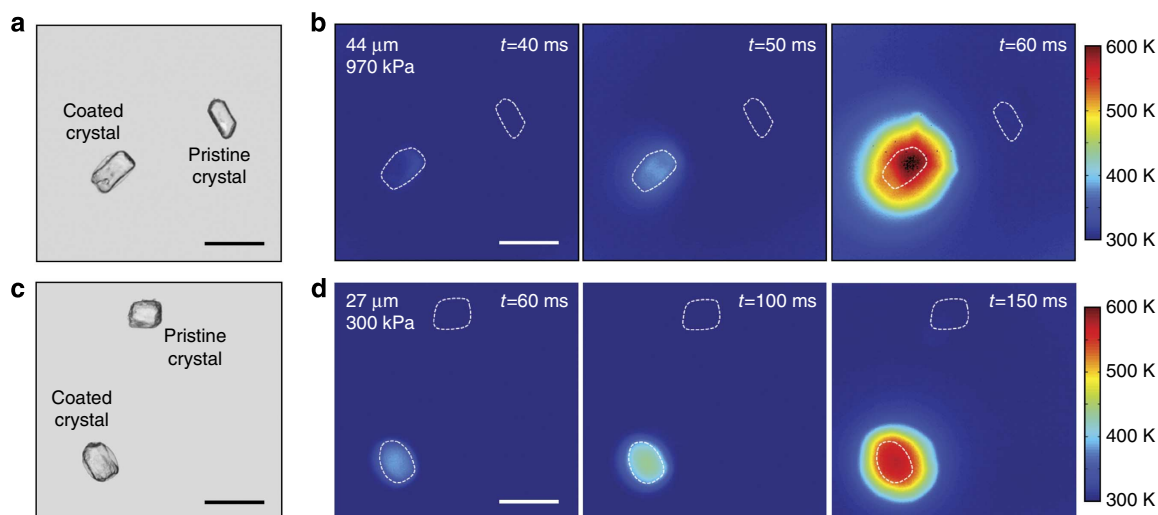 a
Coated
crystal
Pristine
crystal
b
44 μm
970 kPa
t=40 ms
t=50 ms
t=60 ms
600 K
500 K
400 K
300 K
c
Pristine
crystal
Coated
crystal
d
27 μm
300 kPa
t=60 ms
t=100 ms
t=150 ms
600 K
500 K
400 K
300 K